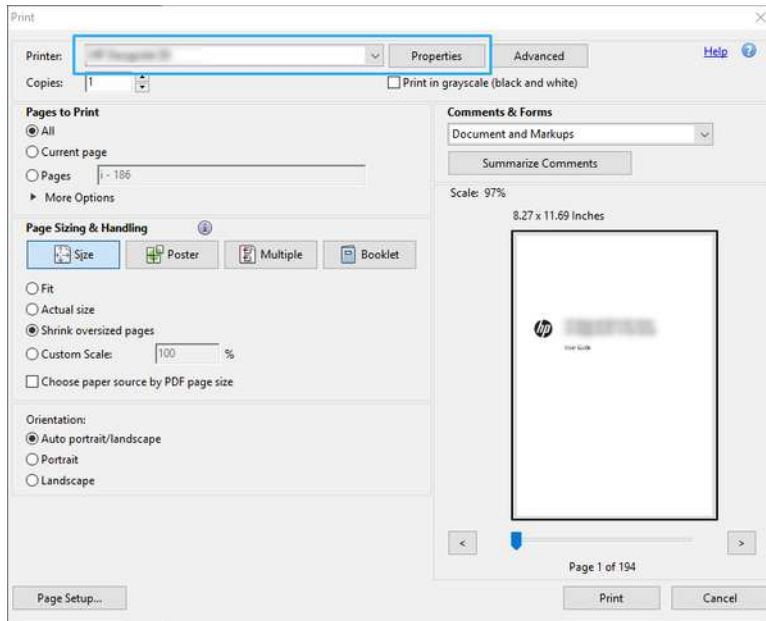 Print
Printer: Properties Advanced Help
Copies: 1 Print in grayscale (black and white)
Pages to Print
All
Current page
Pages i - 186
More Options
Page Sizing & Handling
Size Poster Multiple Booklet
Fit
Actual size
Shrink oversized pages
Custom Scale: 100 %
Choose paper source by PDF page size
Orientation:
Auto portrait/landscape
Portrait
Landscape
Comments & Forms
Document and Markups
Summarize Comments
Scale: 97%
8.27 x 11.69 Inches
hp
User Guide
< >
Page 1 of 194
Page Setup... Print Cancel